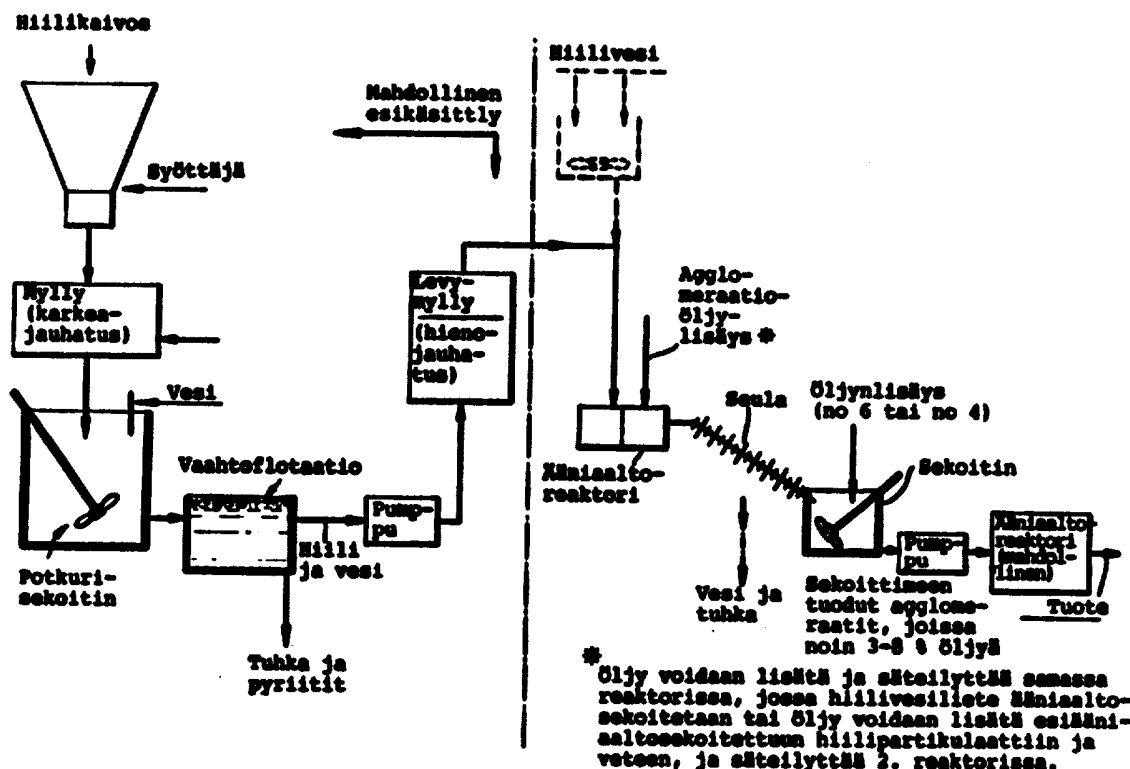 Hiilikaivos
Syöttäjä
Mylly
(karkea-
jauhatus)
Vesi
Potkuri-
sekoitin
Vaahteflotaatio
Hiili
ja vesi
Tuhka ja
pyriitit
Pump-
pu
Levy-
mylly
(hieno-
jauha-
tus)
Mahdollinen
esikäsittly
Hiilivesi
Agglo-
meraatio-
öljy-
lisäys *
Ääniaalto-
reaktori
Seula
Vesi ja
tuhka
Öljynlisäys
(no 6 tai no 4)
Sekoitin
Sekoittimeen
tuodut agglome-
raatit, joissa
noin 3-8 % öljyä
Pump-
pu
Ääniaalto-
reaktori
(mahdol-
linen)
Tuote
*
Öljy voidaan lisätä ja säteilyttää samassa
reaktorissa, jossa hiilivesiliete ääniaalto-
sekoitetaan tai öljy voidaan lisätä esiääni-
aaltosekoitettuun hiilipartikulaattiin ja
veteen, ja säteilyttää 2. reaktorissa.